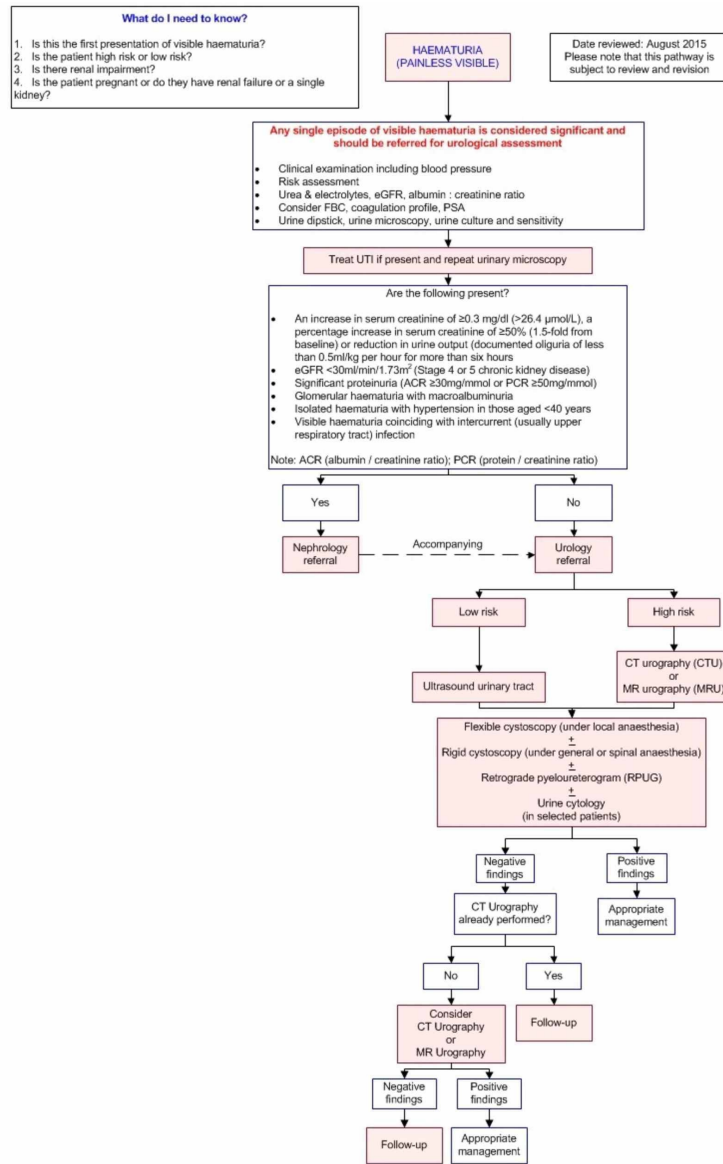 What do I need to know?
1. Is this the first presentation of visible haematuria?
2. Is the patient high risk or low risk?
3. Is there renal impairment?
4. Is the patient pregnant or do they have renal failure or a single
kidney?
HAEMATURIA
(PAINLESS VISIBLE)
Date reviewed: August 2015
Please note that this pathway is
subject to review and revision
Any single episode of visible haematuria is considered significant and
should be referred for urological assessment
• Clinical examination including blood pressure
• Risk assessment
• Urea & electrolytes, eGFR, albumin : creatinine ratio
• Consider FBC, coagulation profile, PSA
• Urine dipstick, urine microscopy, urine culture and sensitivity
Treat UTI if present and repeat urinary microscopy
Are the following present?
• An increase in serum creatinine of ≥0.3 mg/dl (>26.4 μmol/L), a
percentage increase in serum creatinine of ≥50% (1.5-fold from
baseline) or reduction in urine output (documented oliguria of less
than 0.5ml/kg per hour for more than six hours
• eGFR <30ml/min/1.73m² (Stage 4 or 5 chronic kidney disease)
• Significant proteinuria (ACR ≥30mg/mmol or PCR ≥50mg/mmol)
• Glomerular haematuria with macroalbuminuria
• Isolated haematuria with hypertension in those aged <40 years
• Visible haematuria coinciding with intercurrent (usually upper
respiratory tract) infection
Note: ACR (albumin / creatinine ratio); PCR (protein / creatinine ratio)
Yes
No
Nephrology
referral
Accompanying
Urology
referral
Low risk
High risk
Ultrasound urinary tract
CT urography (CTU)
or
MR urography (MRU)
Flexible cystoscopy (under local anaesthesia)
±
Rigid cystoscopy (under general or spinal anaesthesia)
±
Retrograde pyeloureterogram (RPUG)
±
Urine cytology
(in selected patients)
Negative
findings
Positive
findings
CT Urography
already performed?
Appropriate
management
No
Yes
Consider
CT Urography
or
MR Urography
Follow-up
Negative
findings
Positive
findings
Follow-up
Appropriate
management